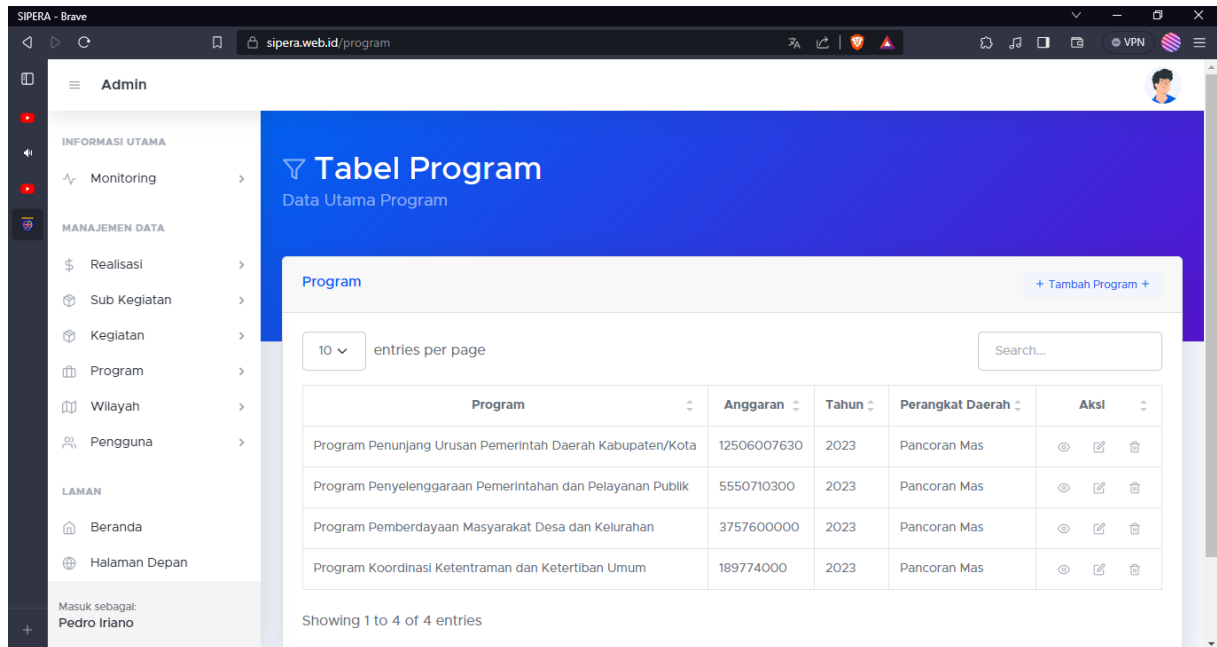 SIPERA - Brave
sipera.web.id/program
VPN
Admin
INFORMASI UTAMA
Monitoring
MANAJEMEN DATA
Realisasi
Sub Kegiatan
Kegiatan
Program
Wilayah
Pengguna
LAMAN
Beranda
Halaman Depan
Masuk sebagai:
Pedro Iriano
Tabel Program
Data Utama Program
Program
+ Tambah Program +
10 entries per page
Search...
Program Anggaran Tahun Perangkat Daerah Aksi
Program Penunjang Urusan Pemerintah Daerah Kabupaten/Kota 12506007630 2023 Pancoran Mas
Program Penyelenggaraan Pemerintahan dan Pelayanan Publik 5550710300 2023 Pancoran Mas
Program Pemberdayaan Masyarakat Desa dan Kelurahan 3757600000 2023 Pancoran Mas
Program Koordinasi Ketentraman dan Ketertiban Umum 189774000 2023 Pancoran Mas
Showing 1 to 4 of 4 entries